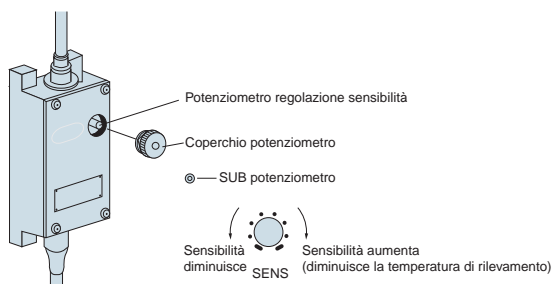 Potenziometro regolazione sensibilità
Coperchio potenziometro
SUB potenziometro
Sensibilità
diminuisce
SENS
Sensibilità aumenta
(diminuisce la temperatura di rilevamento)